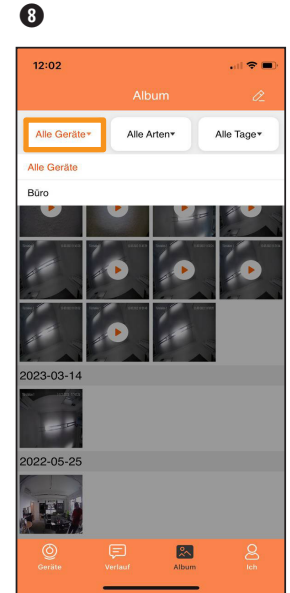 8
12:02
Album
Alle Geräte▾ Alle Arten▾ Alle Tage▾
Alle Geräte
Büro
2023-03-14
2022-05-25
Geräte Verlauf Album Ich